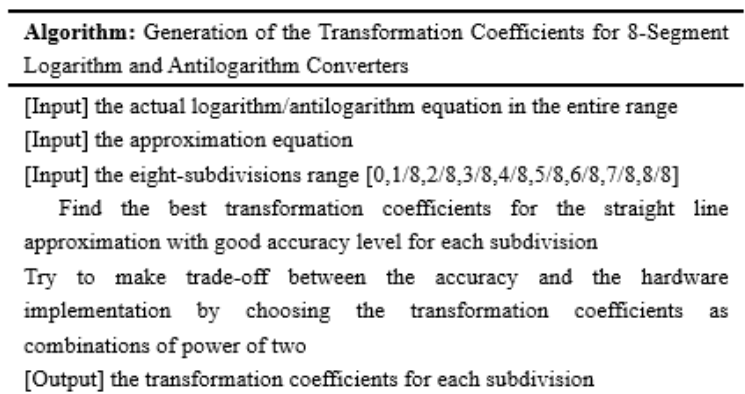 Algorithm: Generation of the Transformation Coefficients for 8-Segment
Logarithm and Antilogarithm Converters
[Input] the actual logarithm/antilogarithm equation in the entire range
[Input] the approximation equation
[Input] the eight-subdivisions range [0,1/8,2/8,3/8,4/8,5/8,6/8,7/8,8/8]
Find the best transformation coefficients for the straight line
approximation with good accuracy level for each subdivision
Try to make trade-off between the accuracy and the hardware
implementation by choosing the transformation coefficients as
combinations of power of two
[Output] the transformation coefficients for each subdivision